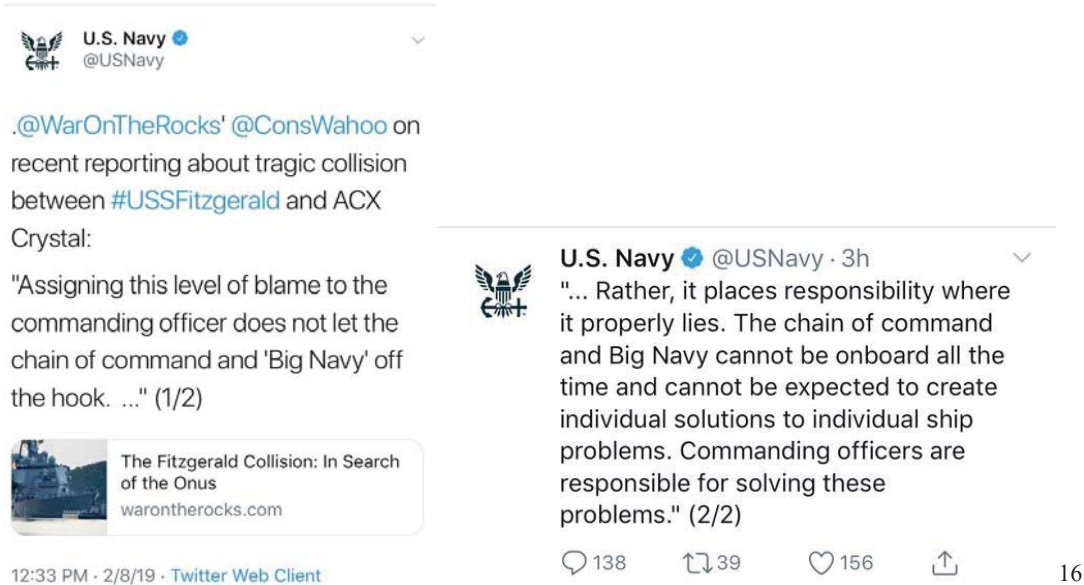 U.S. Navy
@USNavy
.@WarOnTheRocks' @ConsWahoo on
recent reporting about tragic collision
between #USSFitzgerald and ACX
Crystal:
"Assigning this level of blame to the
commanding officer does not let the
chain of command and 'Big Navy' off
the hook. ..." (1/2)
The Fitzgerald Collision: In Search
of the Onus
warontherocks.com
12:33 PM · 2/8/19 · Twitter Web Client
U.S. Navy @USNavy · 3h
"... Rather, it places responsibility where
it properly lies. The chain of command
and Big Navy cannot be onboard all the
time and cannot be expected to create
individual solutions to individual ship
problems. Commanding officers are
responsible for solving these
problems." (2/2)
138 39 156
16